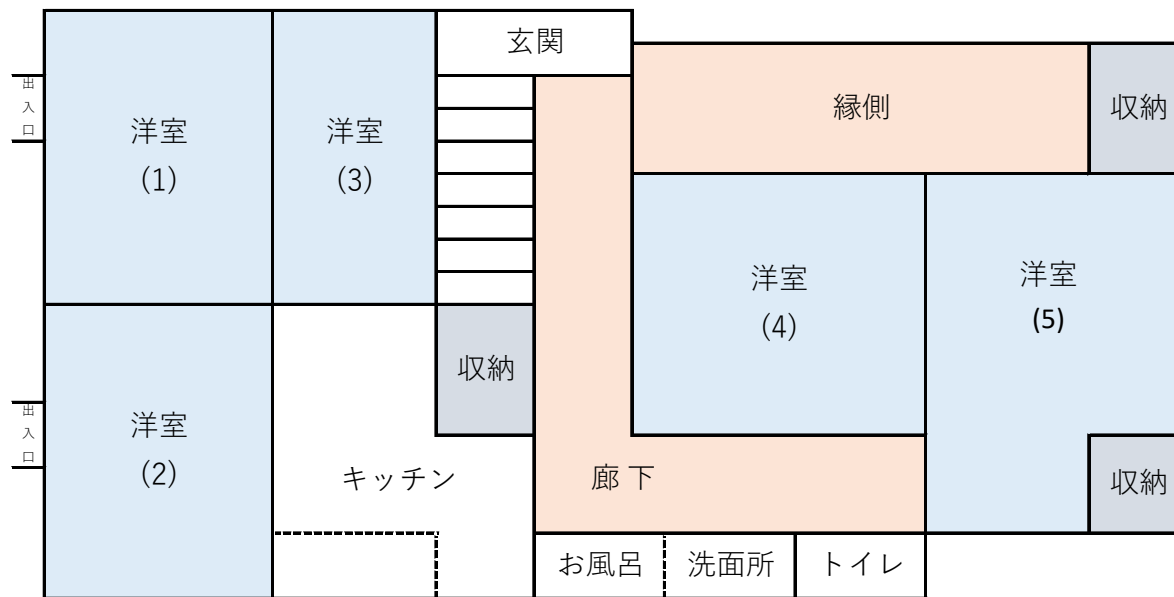 玄関
出入口
洋室
(1)
洋室
(3)
縁側
収納
洋室
(4)
洋室
(5)
収納
出入口
洋室
(2)
キッチン
廊 下
収納
お風呂
洗面所
トイレ